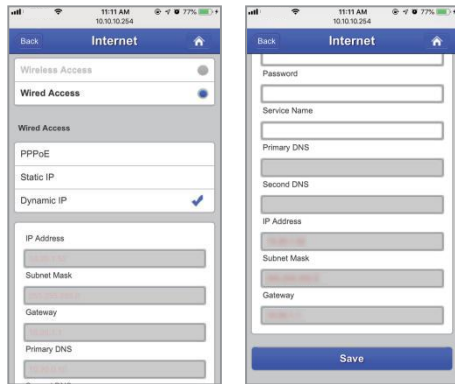 11:11 AM
77%
10.10.10.254
Back
Internet
Wireless Access
Wired Access
Wired Access
PPPoE
Static IP
Dynamic IP
IP Address
Subnet Mask
Gateway
Primary DNS
11:11 AM
77%
10.10.10.254
Back
Internet
Password
Service Name
Primary DNS
Second DNS
IP Address
Subnet Mask
Gateway
Save